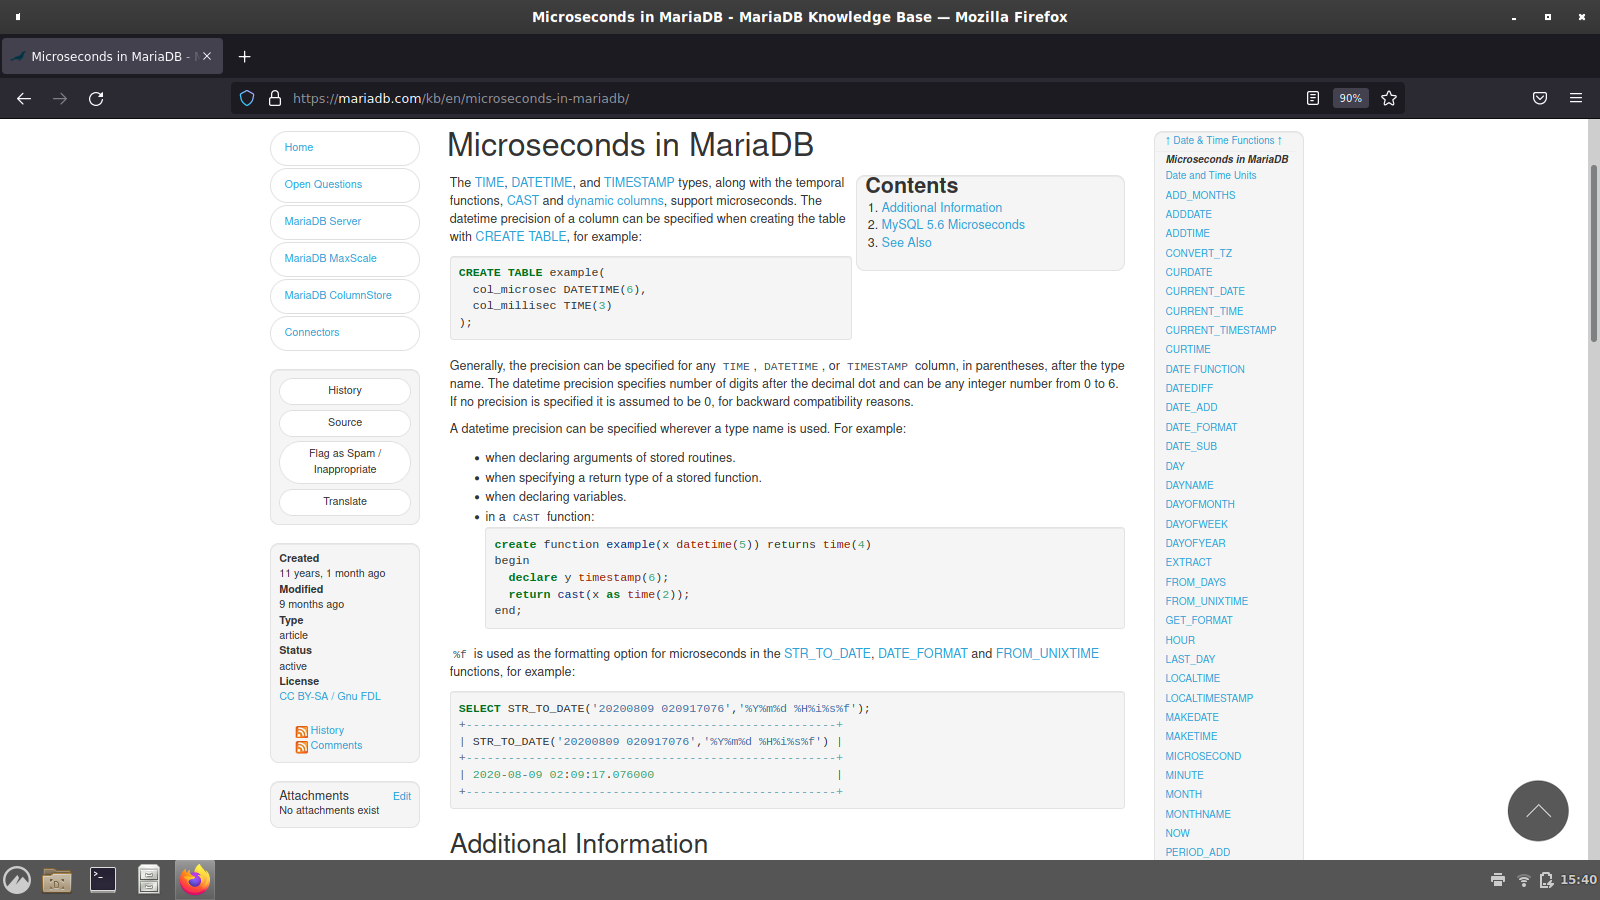 Microseconds in MariaDB - MariaDB Knowledge Base — Mozilla Firefox
Microseconds in MariaDB -
https://mariadb.com/kb/en/microseconds-in-mariadb/
90%
Home
Open Questions
MariaDB Server
MariaDB MaxScale
MariaDB ColumnStore
Connectors
History
Source
Flag as Spam /
Inappropriate
Translate
Created
11 years, 1 month ago
Modified
9 months ago
Type
article
Status
active
License
CC BY-SA / Gnu FDL
History
Comments
Attachments Edit
No attachments exist
Microseconds in MariaDB
The TIME, DATETIME, and TIMESTAMP types, along with the temporal
functions, CAST and dynamic columns, support microseconds. The
datetime precision of a column can be specified when creating the table
with CREATE TABLE, for example:
Contents
1. Additional Information
2. MySQL 5.6 Microseconds
3. See Also
CREATE TABLE example(
  col_microsec DATETIME(6),
  col_millisec TIME(3)
);
Generally, the precision can be specified for any TIME, DATETIME, or TIMESTAMP column, in parentheses, after the type
name. The datetime precision specifies number of digits after the decimal dot and can be any integer number from 0 to 6.
If no precision is specified it is assumed to be 0, for backward compatibility reasons.
A datetime precision can be specified wherever a type name is used. For example:
• when declaring arguments of stored routines.
• when specifying a return type of a stored function.
• when declaring variables.
• in a CAST function:
create function example(x datetime(5)) returns time(4)
begin
  declare y timestamp(6);
  return cast(x as time(2));
end;
%f is used as the formatting option for microseconds in the STR_TO_DATE, DATE_FORMAT and FROM_UNIXTIME
functions, for example:
SELECT STR_TO_DATE('20200809 020917076','%Y%m%d %H%i%s%f');
+-----------------------------------------------------+
| STR_TO_DATE('20200809 020917076','%Y%m%d %H%i%s%f') |
+-----------------------------------------------------+
| 2020-08-09 02:09:17.076000                          |
+-----------------------------------------------------+
Additional Information
↑ Date & Time Functions ↑
Microseconds in MariaDB
Date and Time Units
ADD_MONTHS
ADDDATE
ADDTIME
CONVERT_TZ
CURDATE
CURRENT_DATE
CURRENT_TIME
CURRENT_TIMESTAMP
CURTIME
DATE FUNCTION
DATEDIFF
DATE_ADD
DATE_FORMAT
DATE_SUB
DAY
DAYNAME
DAYOFMONTH
DAYOFWEEK
DAYOFYEAR
EXTRACT
FROM_DAYS
FROM_UNIXTIME
GET_FORMAT
HOUR
LAST_DAY
LOCALTIME
LOCALTIMESTAMP
MAKEDATE
MAKETIME
MICROSECOND
MINUTE
MONTH
MONTHNAME
NOW
PERIOD_ADD
15:40